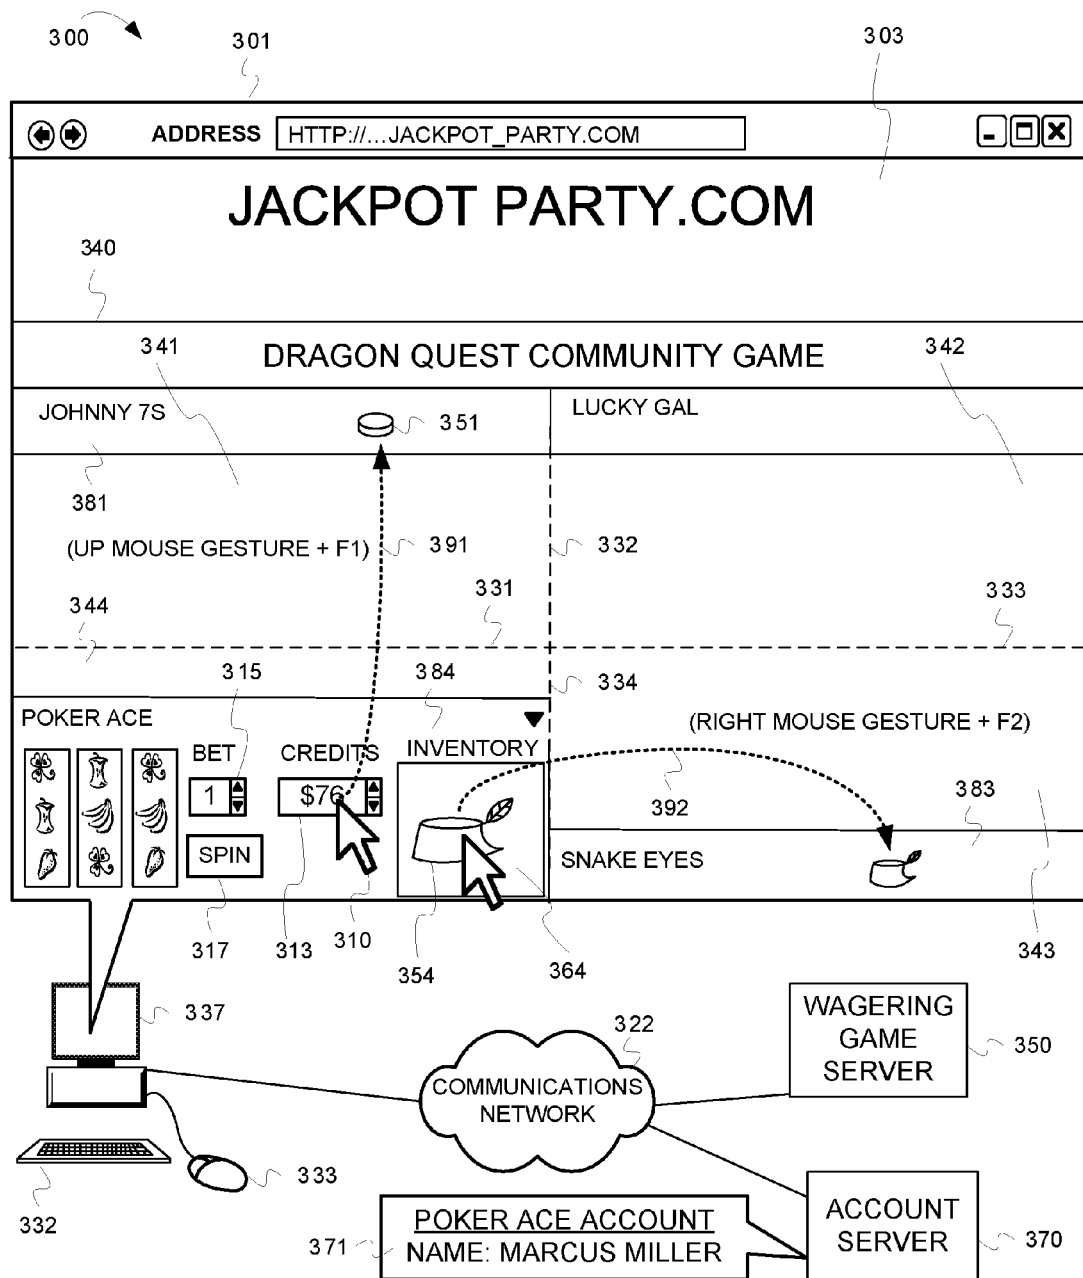 300
301
303
ADDRESS HTTP://...JACKPOT_PARTY.COM
JACKPOT PARTY.COM
340
341
DRAGON QUEST COMMUNITY GAME
342
JOHNNY 7S
351
LUCKY GAL
381
(UP MOUSE GESTURE + F1)
391
332
344
331
333
315
384
334
POKER ACE
(RIGHT MOUSE GESTURE + F2)
BET
CREDITS
INVENTORY
1
$76
392
383
SPIN
SNAKE EYES
317
313
310
354
364
343
337
322
WAGERING
GAME
SERVER
350
COMMUNICATIONS
NETWORK
332
333
POKER ACE ACCOUNT
NAME: MARCUS MILLER
371
ACCOUNT
SERVER
370